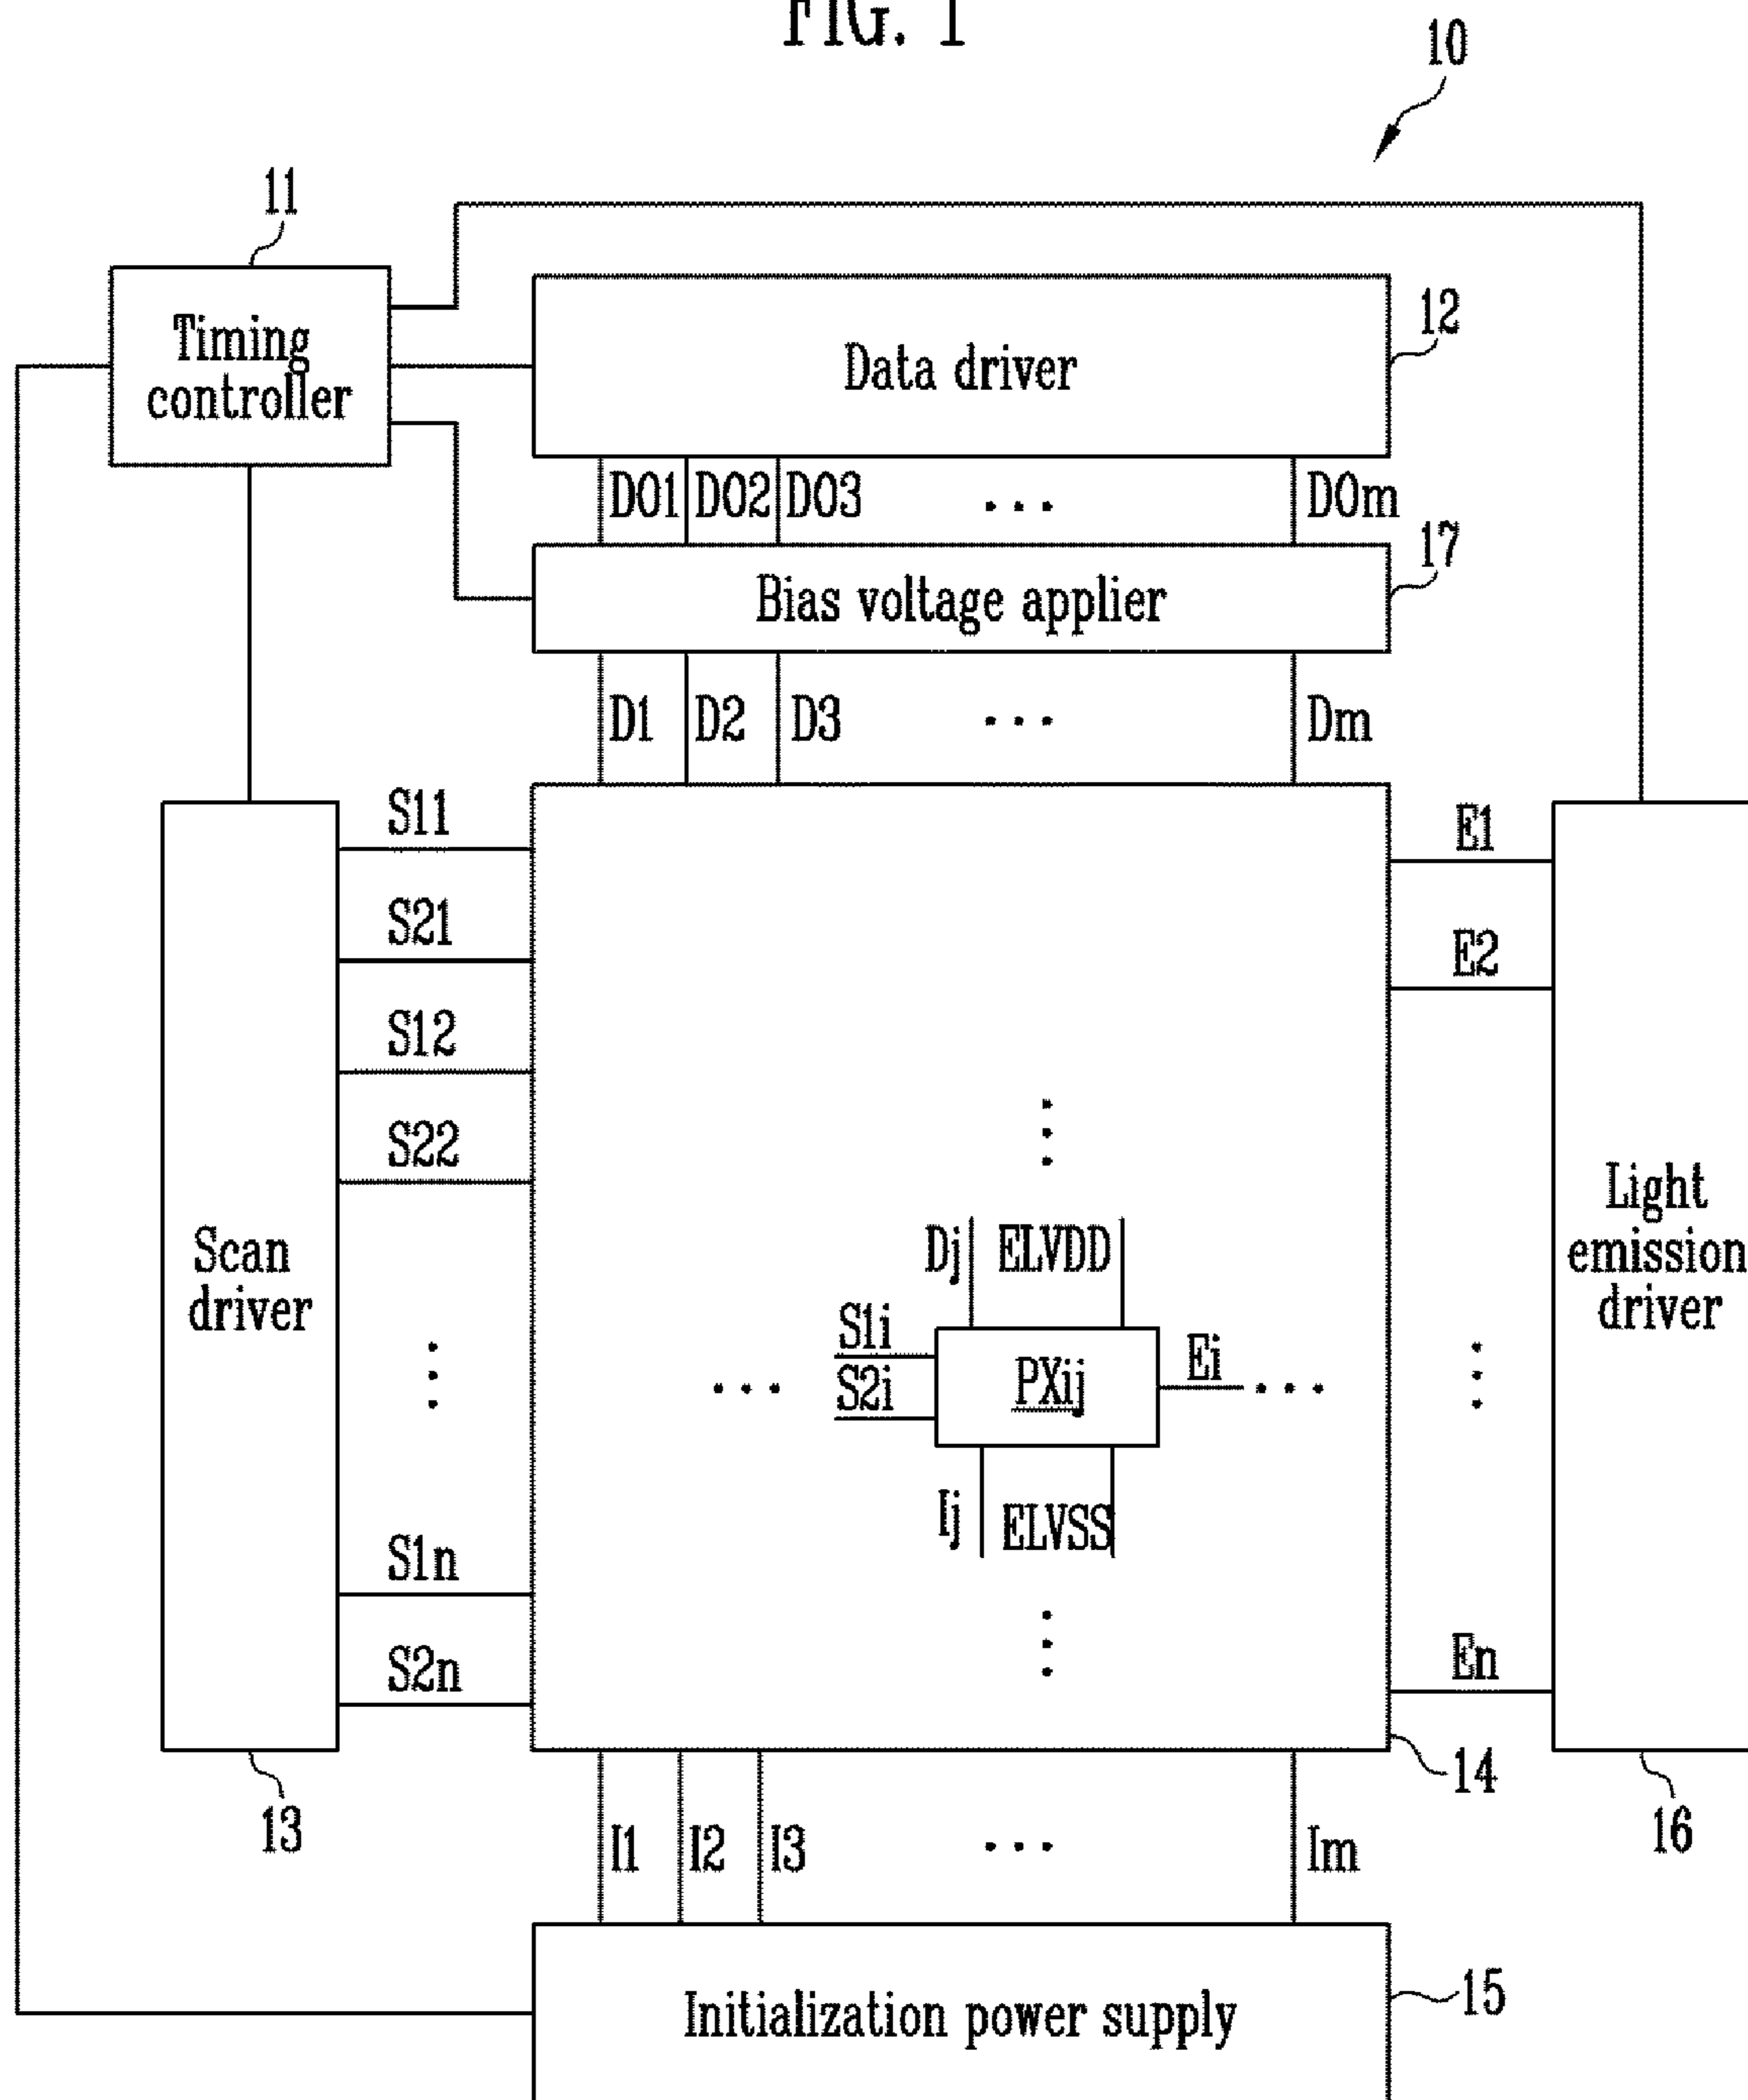 FIG. 1
10
11
Timing
controller
Data driver
12
DO1 DO2 DO3 ... DOm
17
Bias voltage applier
D1 D2 D3 ... Dm
S11
S21
S12
S22
Scan
driver
S1n
S2n
13
E1
E2
En
Light
emission
driver
16
Dj ELVDD
S1i
S2i
PXij
Ei
Ij ELVSS
14
I1 I2 I3 ... Im
Initialization power supply
15